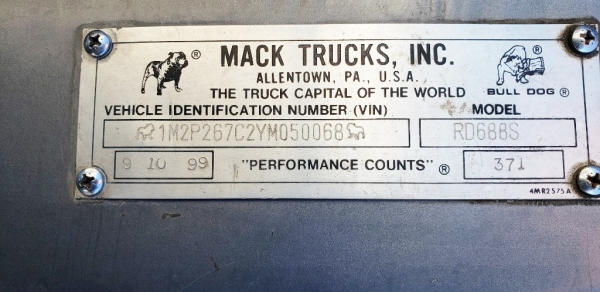 ® MACK TRUCKS, INC.
ALLENTOWN, PA., U.S.A.
THE TRUCK CAPITAL OF THE WORLD BULL DOG ®
VEHICLE IDENTIFICATION NUMBER (VIN) MODEL
1M2P267C2YM050068 RD688S
9 10 99 "PERFORMANCE COUNTS" ® 371
4MR2575A